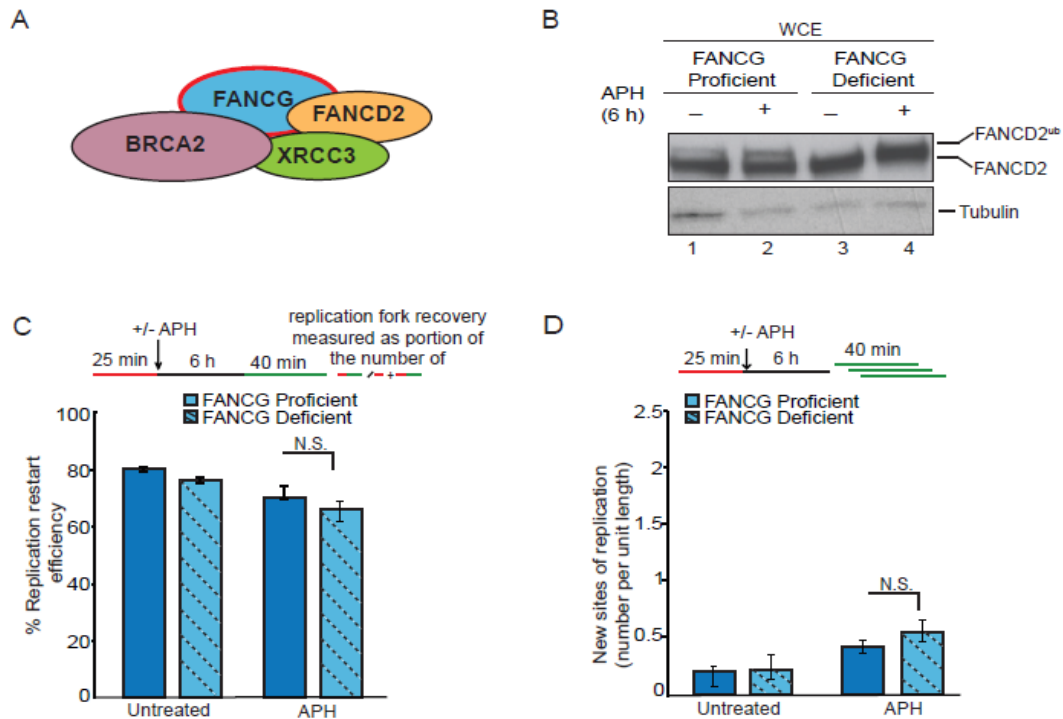 A
FANCG
FANCD2
BRCA2
XRCC3
B
WCE
FANCG
Proficient
FANCG
Deficient
APH
(6 h)
– + – +
FANCD2ub
FANCD2
Tubulin
1 2 3 4
C
+/- APH
25 min 6 h 40 min
replication fork recovery
measured as portion of
the number of
+
FANCG Proficient
FANCG Deficient
N.S.
% Replication restart
efficiency
100
80
60
40
20
0
Untreated APH
D
+/- APH
25 min 6 h 40 min
FANCG Proficient
FANCG Deficient
N.S.
New sites of replication
(number per unit length)
2.5
2
1.5
1
0.5
0
Untreated APH